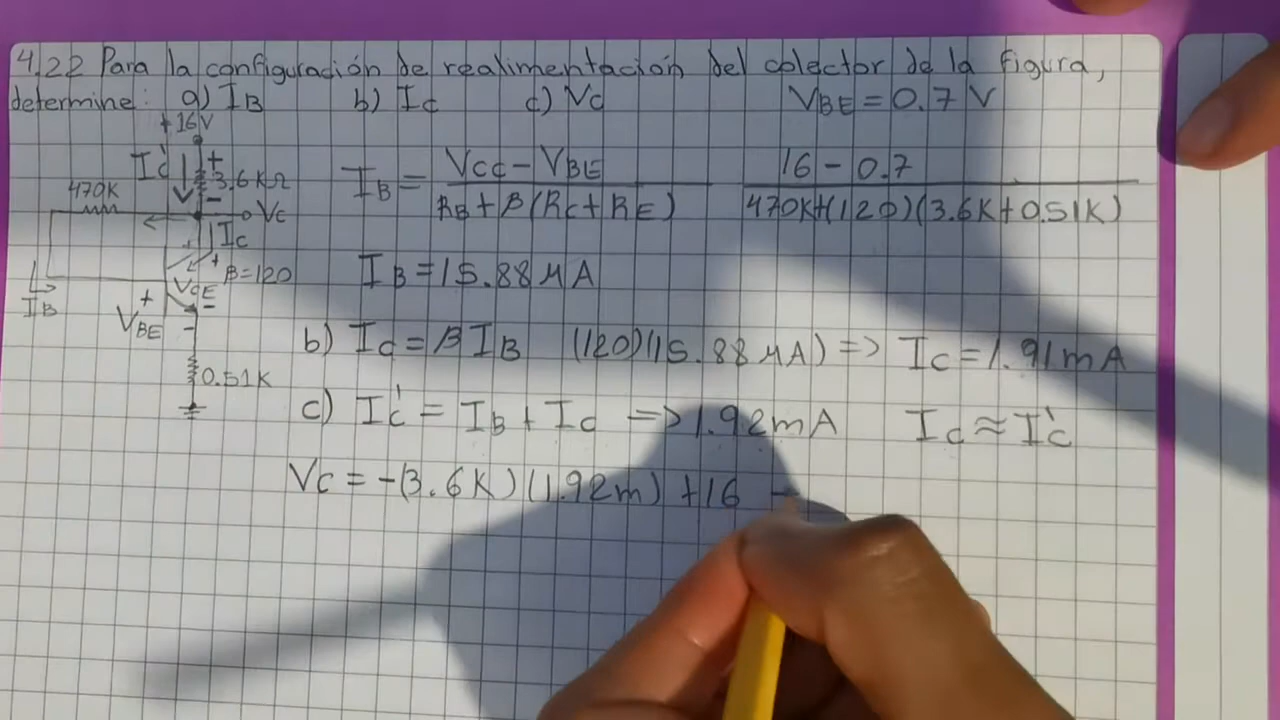 4.22 Para la configuración de realimentación del colector de la figura,
determine: a) IB b) Ic c) Vc VBE = 0.7 V
+16V
Ic' + 3.6 KΩ
-
470K
Vc
Ic
+ β=120
VCE
-
IB
+
VBE
-
0.51K
IB = VCC - VBE / RB + β(RC + RE) 16 - 0.7 / 470K+(120)(3.6K+0.51K)
IB = 15.88 μA
b) Ic = β IB (120)(15.88 μA) => Ic = 1.91 mA
c) Ic' = IB + Ic => 1.92 mA Ic ≈ Ic'
Vc = -(3.6K)(1.92m) +16